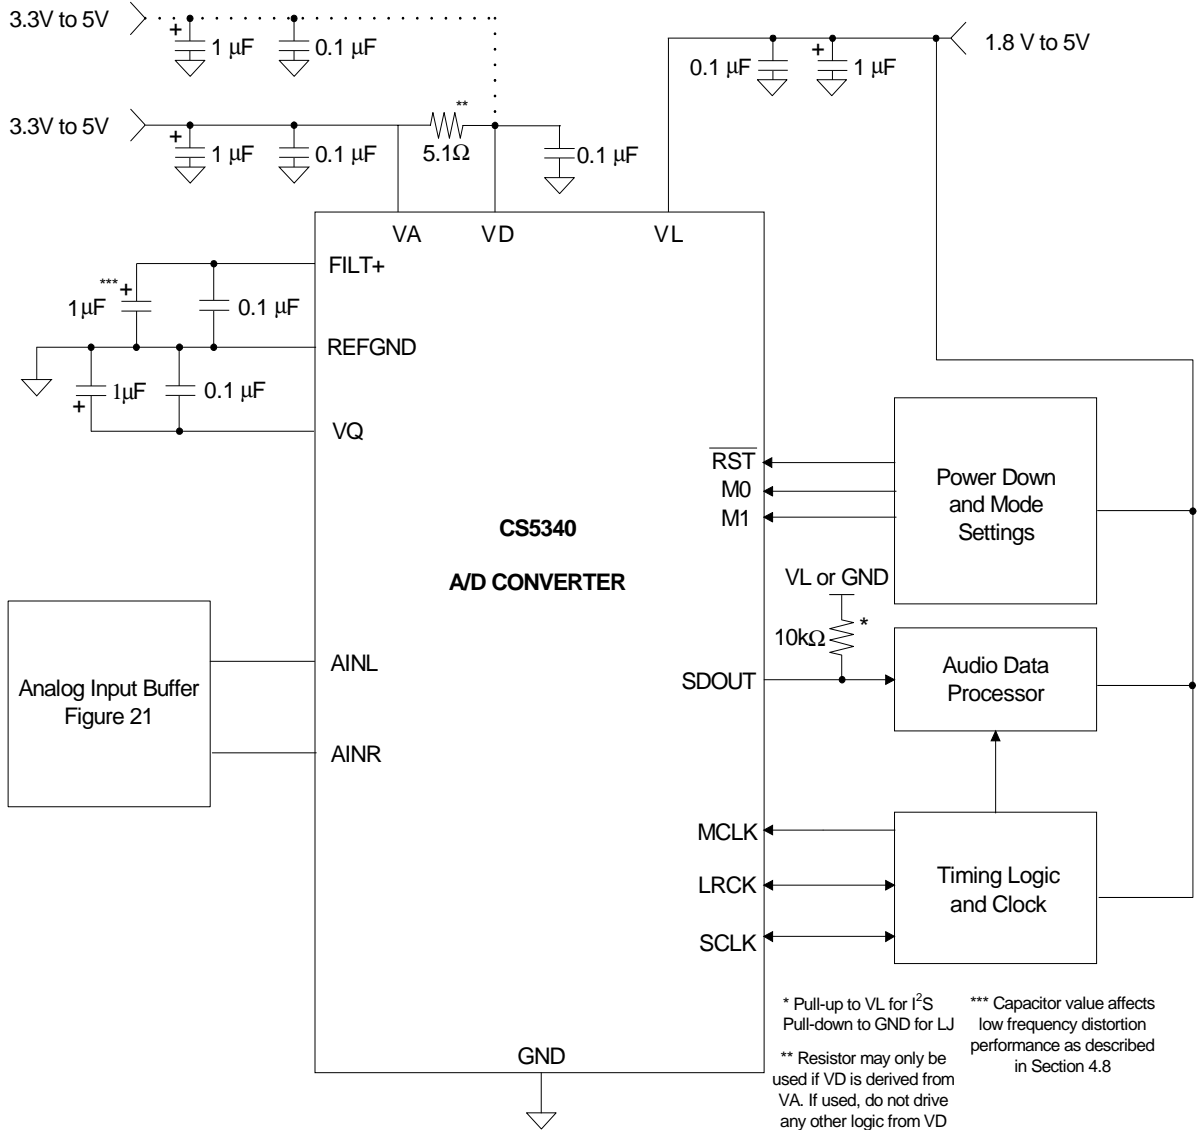 3.3V to 5V
+
1 µF
0.1 µF
+
1 µF
0.1 µF
1.8 V to 5V
3.3V to 5V
+
1 µF
0.1 µF
**
5.1Ω
0.1 µF
VA
VD
VL
FILT+
***
+
1µF
0.1 µF
REFGND
1µF
+
0.1 µF
VQ
RST
M0
M1
Power Down
and Mode
Settings
CS5340
A/D CONVERTER
VL or GND
*
10kΩ
Analog Input Buffer
Figure 21
AINL
AINR
SDOUT
Audio Data
Processor
MCLK
LRCK
SCLK
Timing Logic
and Clock
GND
* Pull-up to VL for I²S
Pull-down to GND for LJ
** Resistor may only be
used if VD is derived from
VA. If used, do not drive
any other logic from VD
*** Capacitor value affects
low frequency distortion
performance as described
in Section 4.8